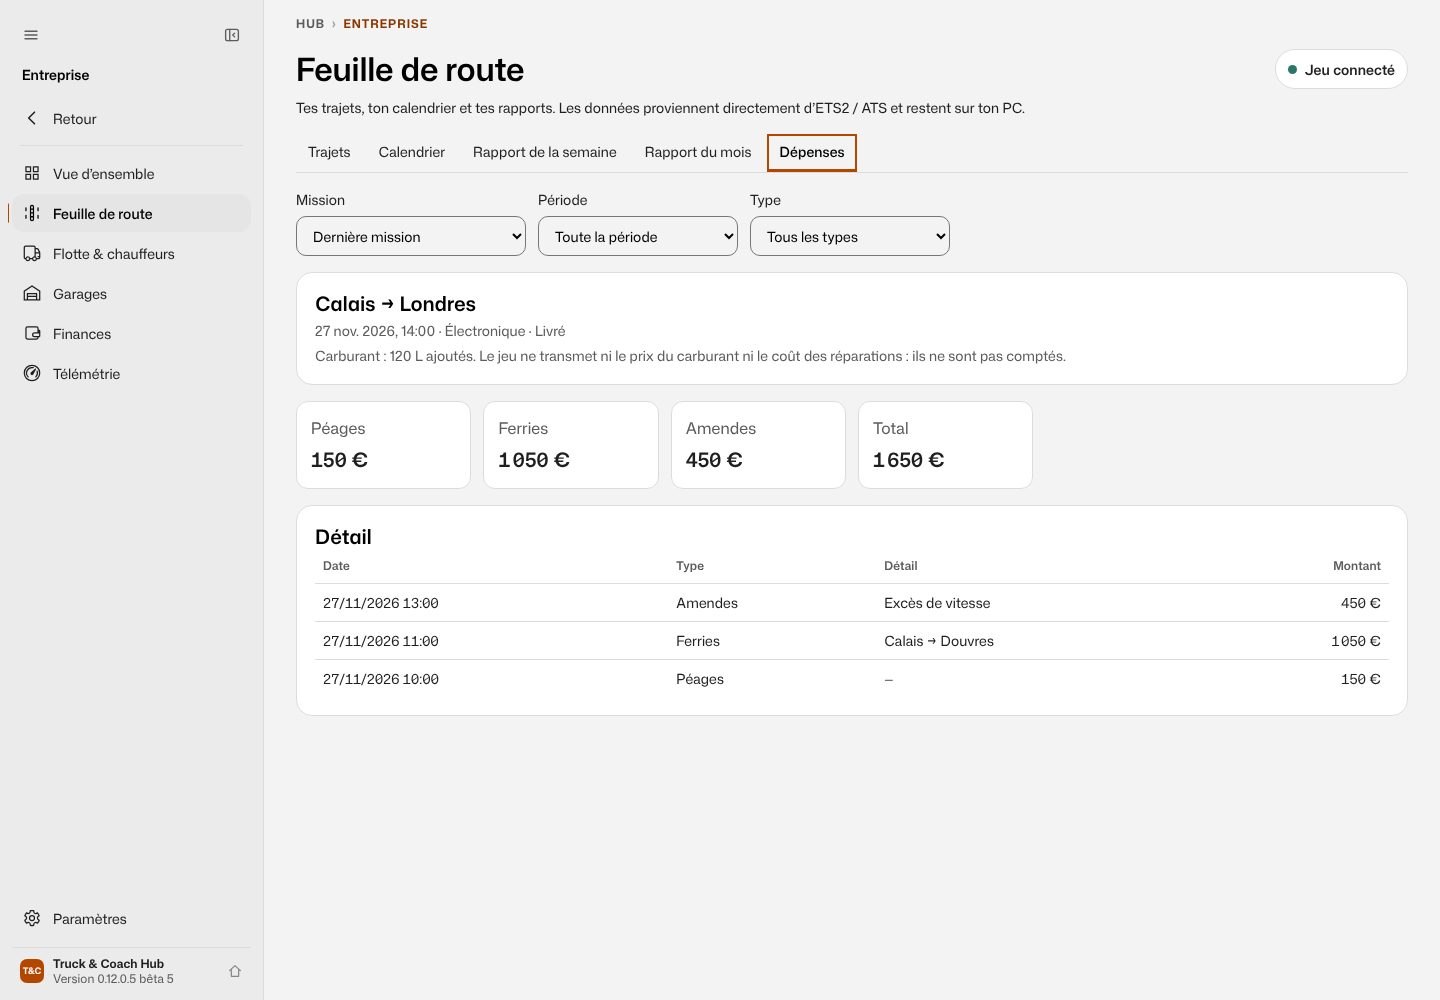 Entreprise
Retour
Vue d’ensemble
Feuille de route
Flotte & chauffeurs
Garages
Finances
Télémétrie
Paramètres
T&C
Truck & Coach Hub
Version 0.12.0.5 bêta 5
HUB › ENTREPRISE
Feuille de route
Jeu connecté
Tes trajets, ton calendrier et tes rapports. Les données proviennent directement d’ETS2 / ATS et restent sur ton PC.
Trajets Calendrier Rapport de la semaine Rapport du mois Dépenses
Mission Période Type
Dernière mission Toute la période Tous les types
Calais → Londres
27 nov. 2026, 14:00 · Électronique · Livré
Carburant : 120 L ajoutés. Le jeu ne transmet ni le prix du carburant ni le coût des réparations : ils ne sont pas comptés.
Péages Ferries Amendes Total
150 € 1 050 € 450 € 1 650 €
Détail
Date Type Détail Montant
27/11/2026 13:00 Amendes Excès de vitesse 450 €
27/11/2026 11:00 Ferries Calais → Douvres 1 050 €
27/11/2026 10:00 Péages – 150 €